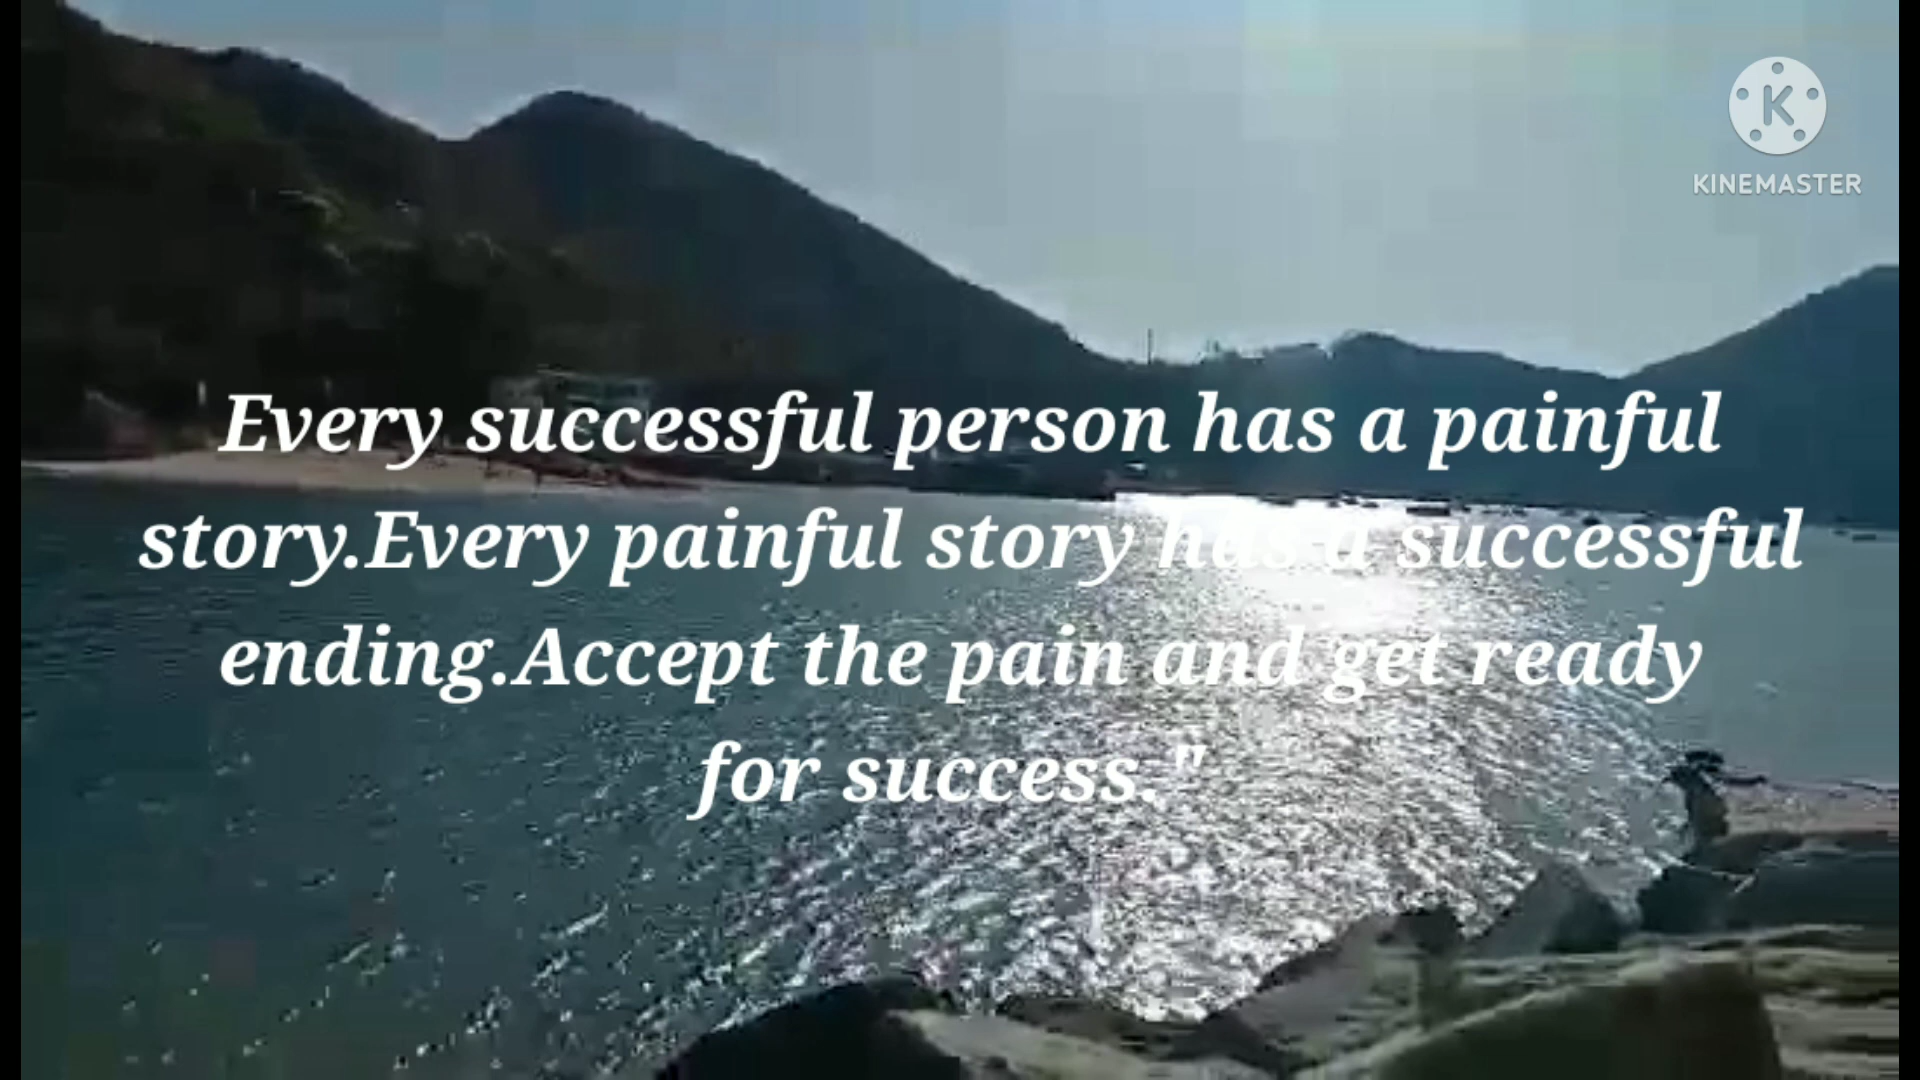 KINEMASTER
Every successful person has a painful
story.Every painful story has a successful
ending.Accept the pain and get ready
for success."